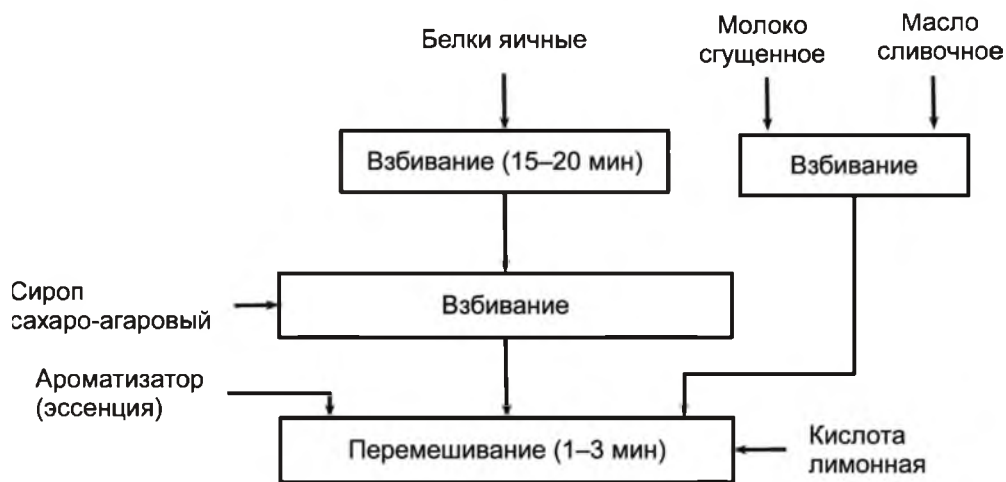 Белки яичные
Молоко
сгущенное
Масло
сливочное
Взбивание (15–20 мин)
Взбивание
Сироп
сахаро-агаровый
Взбивание
Ароматизатор
(эссенция)
Перемешивание (1–3 мин)
Кислота
лимонная